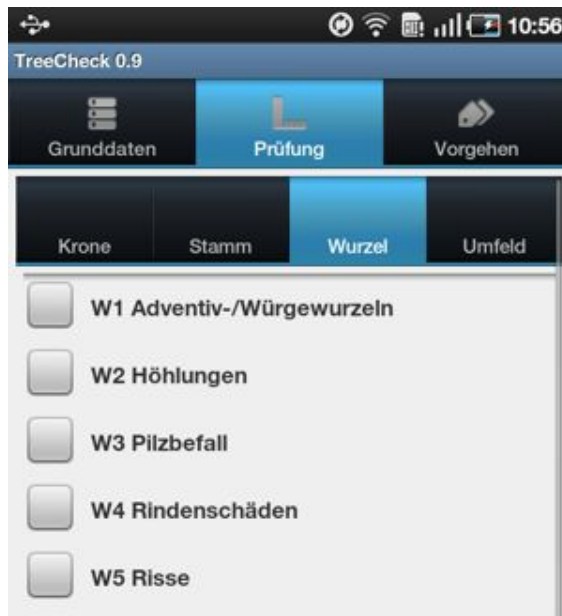 10:56
TreeCheck 0.9
Grunddaten Prüfung Vorgehen
Krone Stamm Wurzel Umfeld
W1 Adventiv-/Würgewurzeln
W2 Höhlungen
W3 Pilzbefall
W4 Rindenschäden
W5 Risse